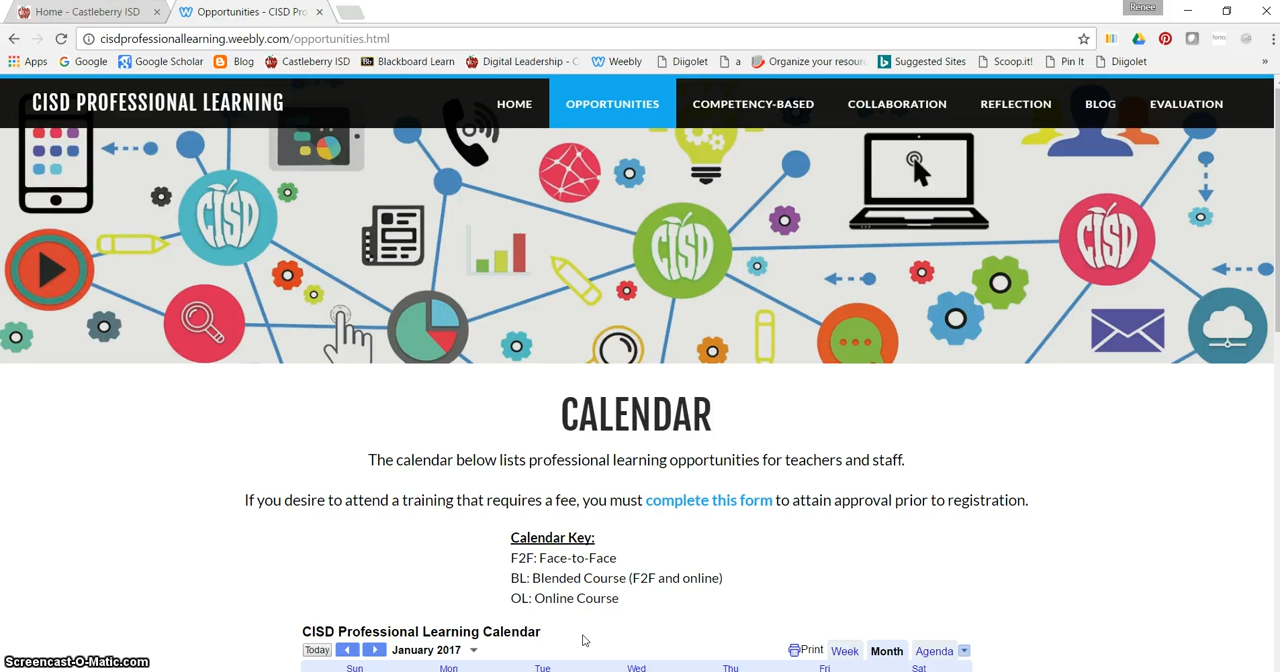 Home - Castleberry ISD
Opportunities - CISD Pro
Renee
cisdprofessionallearning.weebly.com/opportunities.html
Apps Google Google Scholar Blog Castleberry ISD Blackboard Learn Digital Leadership - C Weebly Diigolet a Organize your resou Suggested Sites Scoop.it! Pin It Diigolet »
CISD PROFESSIONAL LEARNING
HOME OPPORTUNITIES COMPETENCY-BASED COLLABORATION REFLECTION BLOG EVALUATION
CISD
CISD
CISD
CALENDAR
The calendar below lists professional learning opportunities for teachers and staff.
If you desire to attend a training that requires a fee, you must complete this form to attain approval prior to registration.
Calendar Key:
F2F: Face-to-Face
BL: Blended Course (F2F and online)
OL: Online Course
CISD Professional Learning Calendar
Today January 2017 Print Week Month Agenda
Sun Mon Tue Wed Thu Fri Sat
Screencast-O-Matic.com